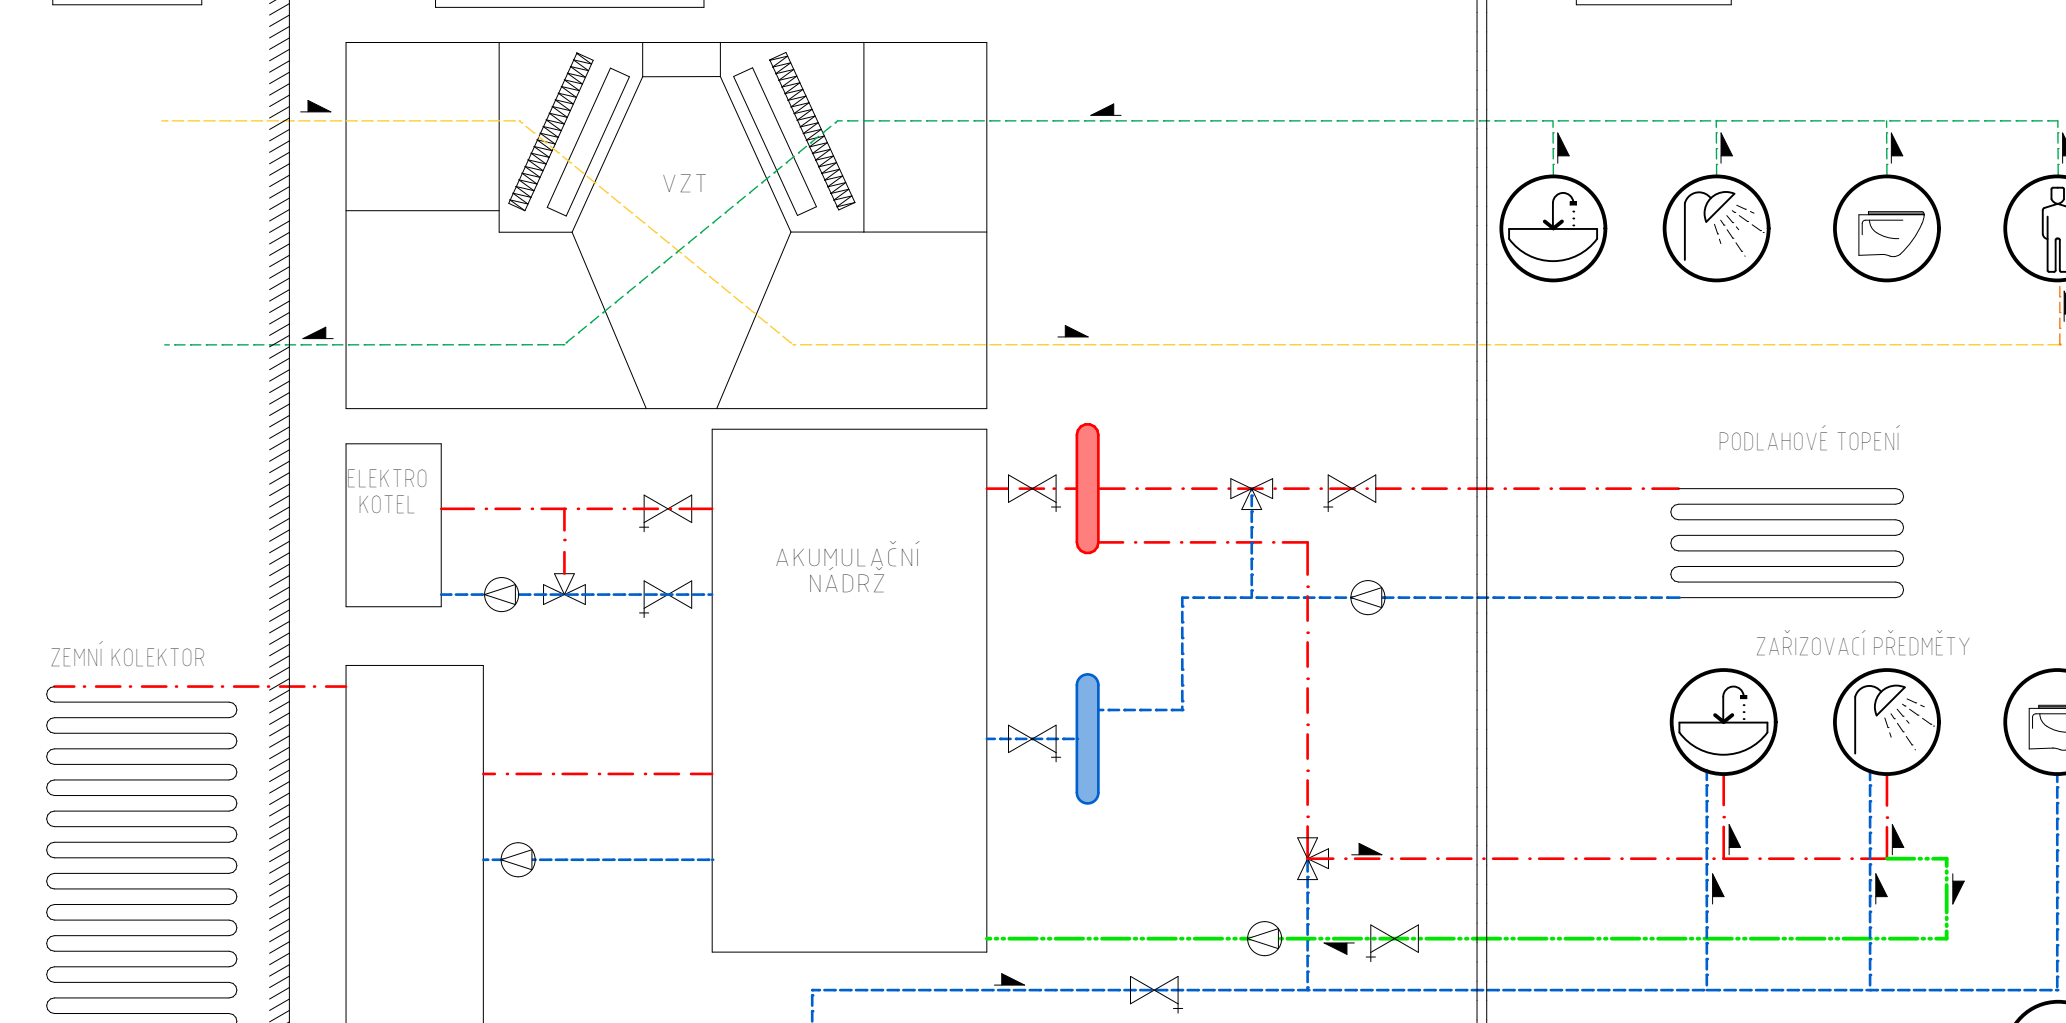 VZT
PODLAHOVÉ TOPENÍ
ELEKTRO
KOTEL
AKUMULAČNÍ
NÁDRŽ
ZEMNÍ KOLEKTOR
ZAŘIZOVACÍ PŘEDMĚTY